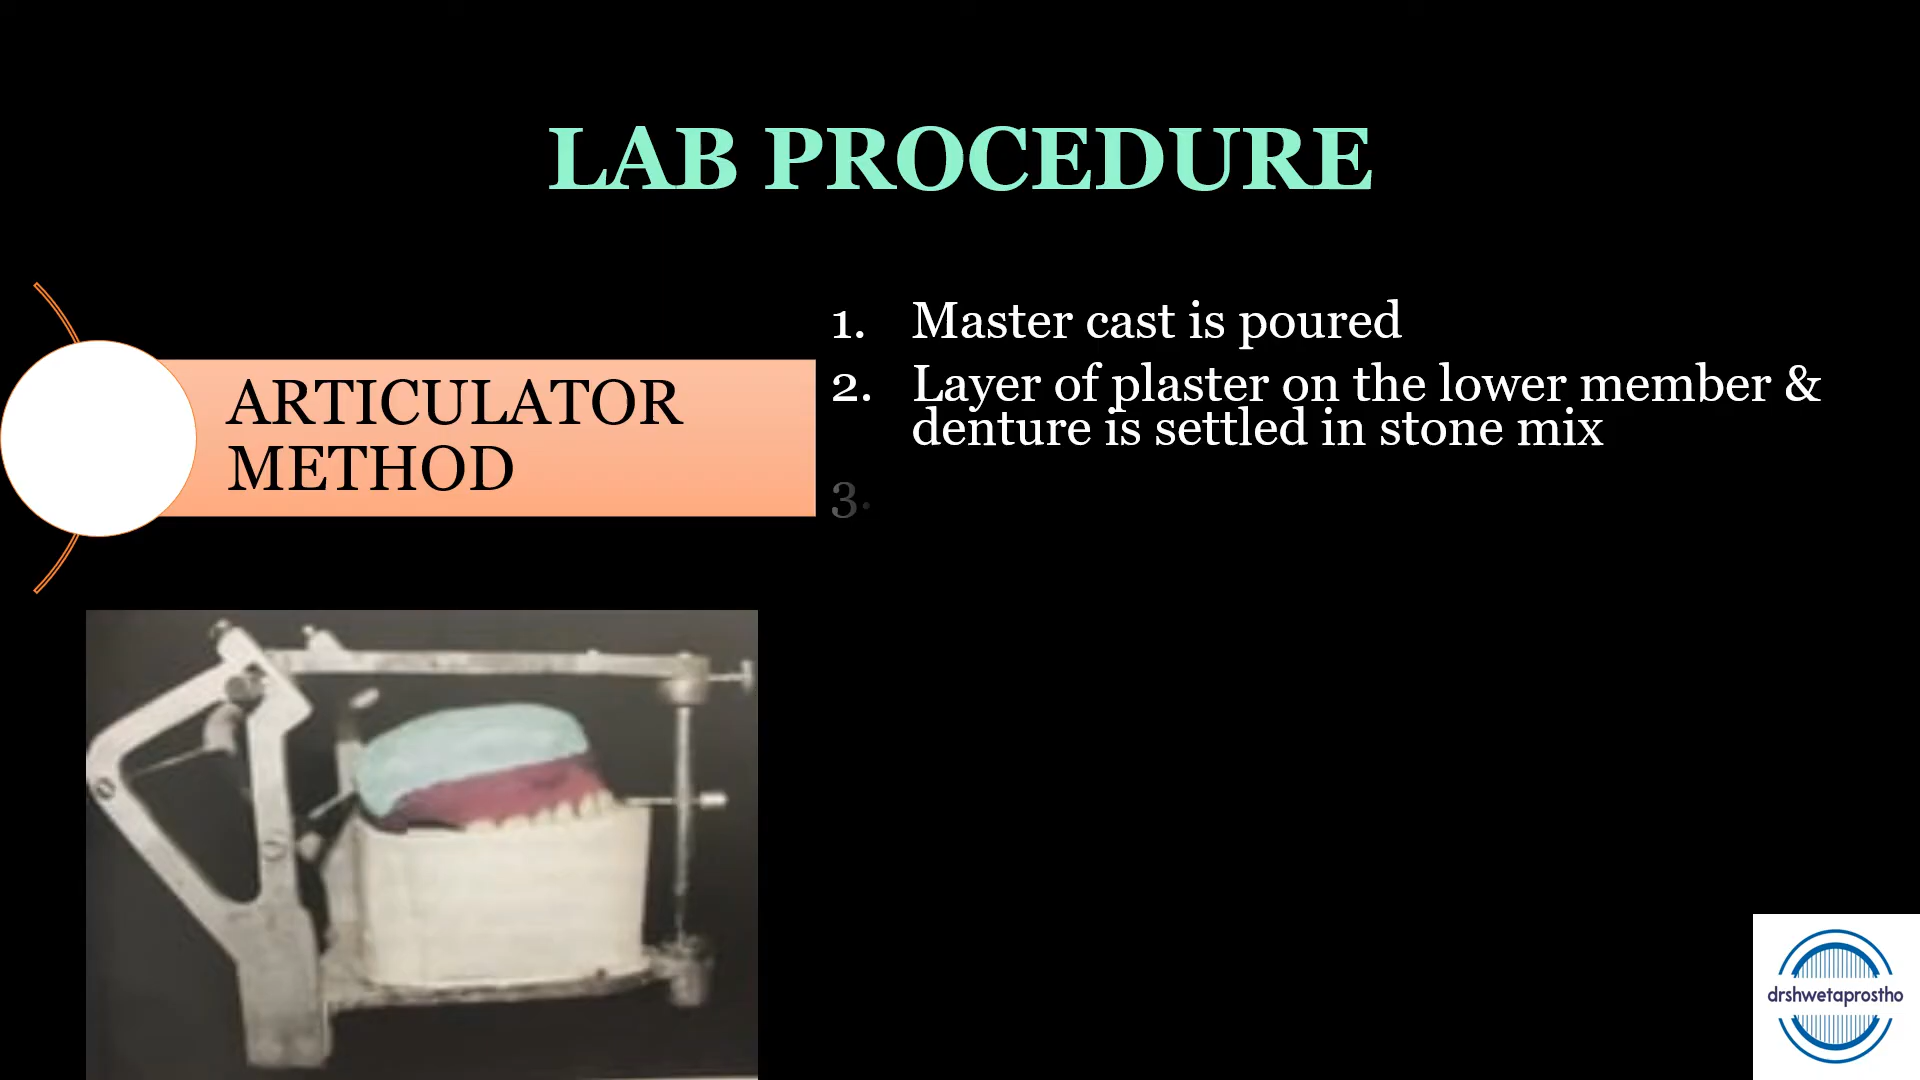 LAB PROCEDURE
ARTICULATOR
METHOD
1. Master cast is poured
2. Layer of plaster on the lower member &
denture is settled in stone mix
3.
drshwetaprostho